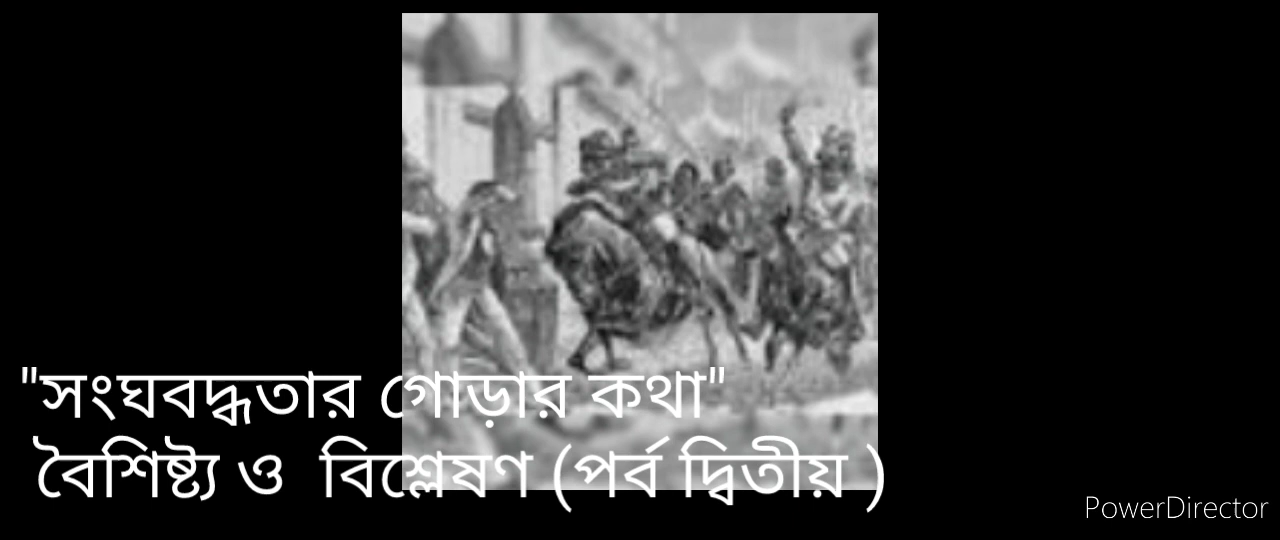 "সংঘবদ্ধতার গোড়ার কথা"
বৈশিষ্ট্য ও বিশ্লেষণ (পর্ব দ্বিতীয় )
PowerDirector